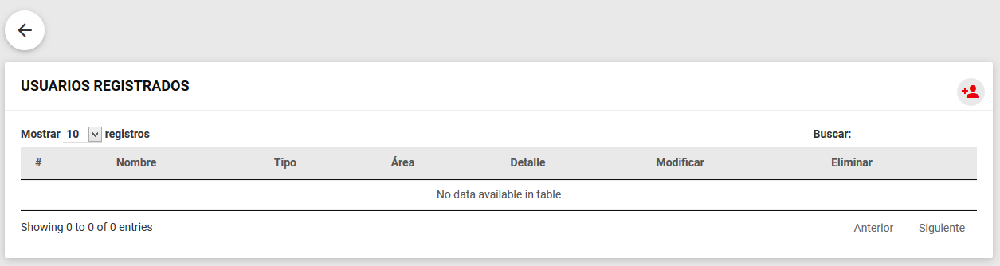 USUARIOS REGISTRADOS
Mostrar 10 registros Buscar:
# Nombre Tipo Área Detalle Modificar Eliminar
No data available in table
Showing 0 to 0 of 0 entries Anterior Siguiente